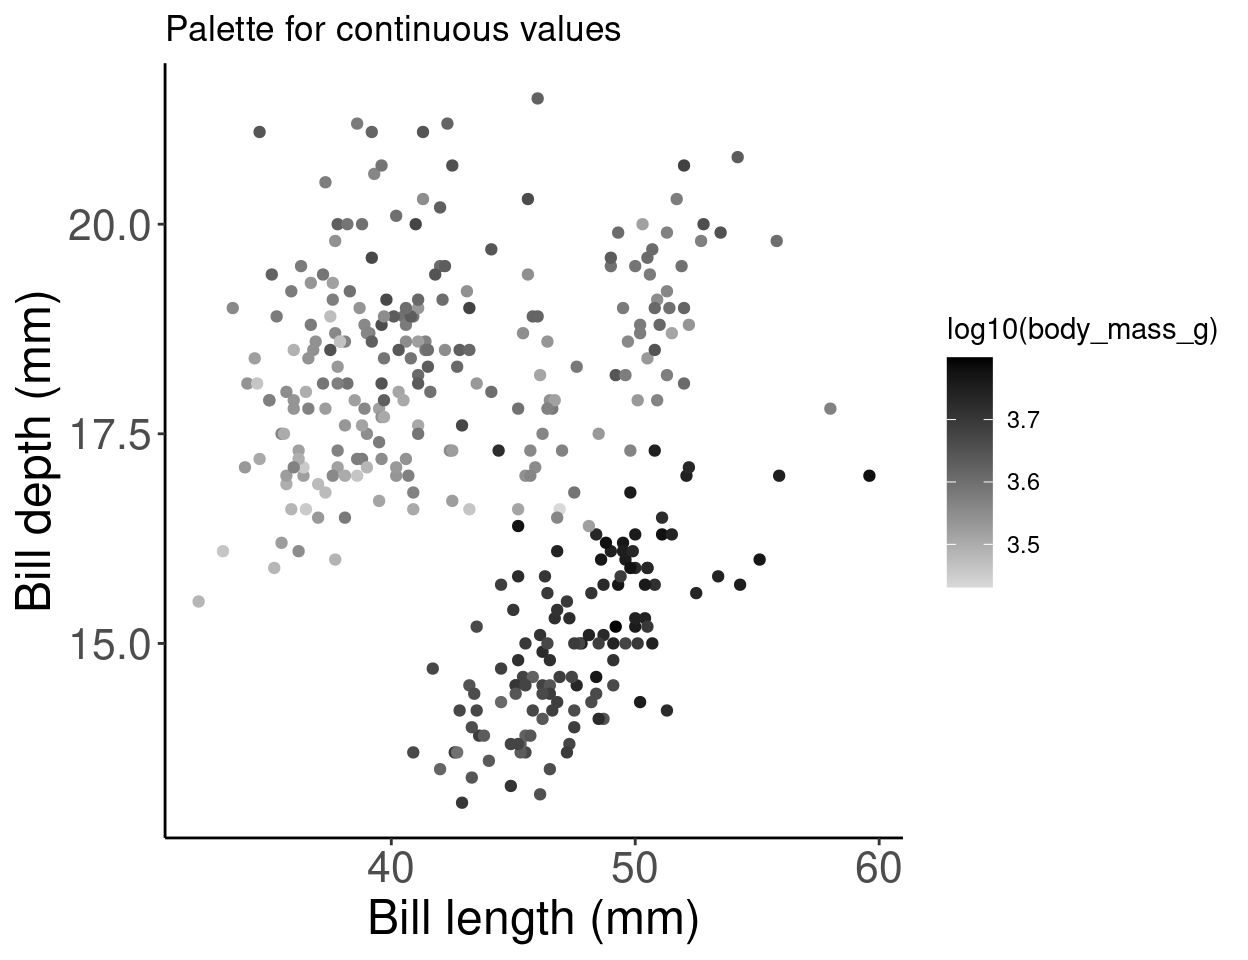 Palette for continuous values
Bill depth (mm)
20.0
17.5
15.0
40 50 60
Bill length (mm)
log10(body_mass_g)
3.7
3.6
3.5